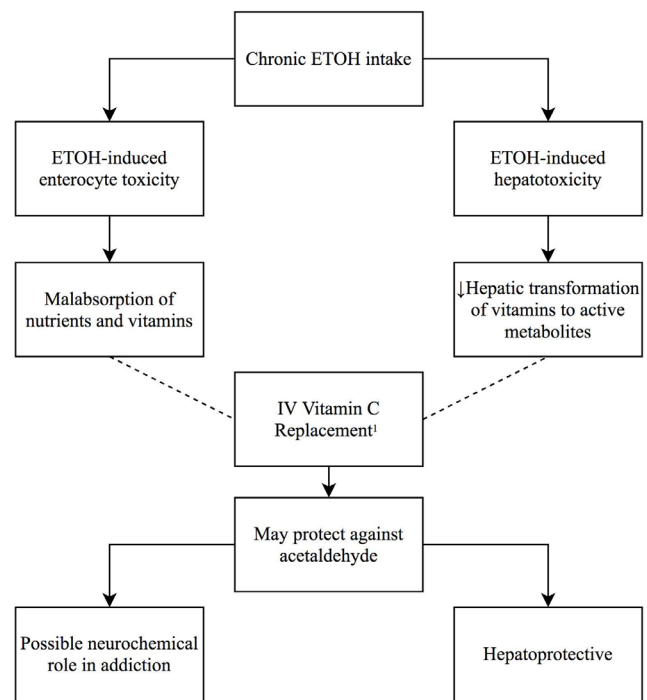 Chronic ETOH intake
ETOH-induced
enterocyte toxicity
ETOH-induced
hepatotoxicity
Malabsorption of
nutrients and vitamins
↓Hepatic transformation
of vitamins to active
metabolites
IV Vitamin C
Replacement¹
May protect against
acetaldehyde
Possible neurochemical
role in addiction
Hepatoprotective